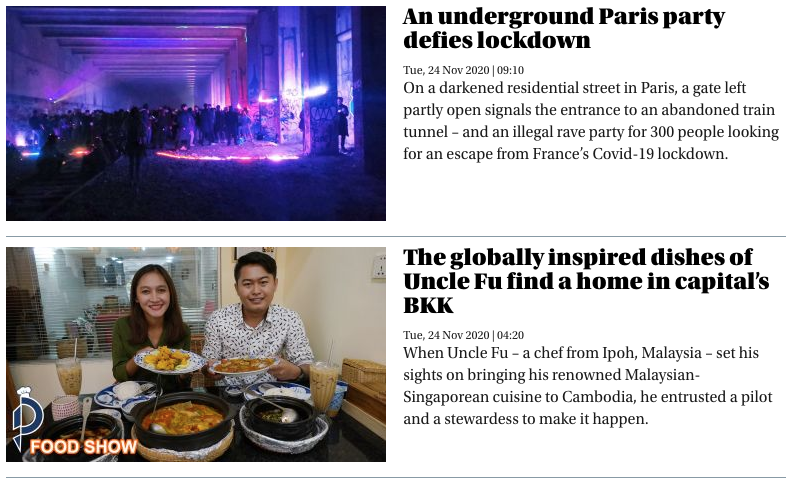 An underground Paris party
defies lockdown
Tue, 24 Nov 2020 | 09:10
On a darkened residential street in Paris, a gate left
partly open signals the entrance to an abandoned train
tunnel – and an illegal rave party for 300 people looking
for an escape from France's Covid-19 lockdown.
The globally inspired dishes of
Uncle Fu find a home in capital's
BKK
Tue, 24 Nov 2020 | 04:20
When Uncle Fu – a chef from Ipoh, Malaysia – set his
sights on bringing his renowned Malaysian-
Singaporean cuisine to Cambodia, he entrusted a pilot
and a stewardess to make it happen.
P
FOOD SHOW